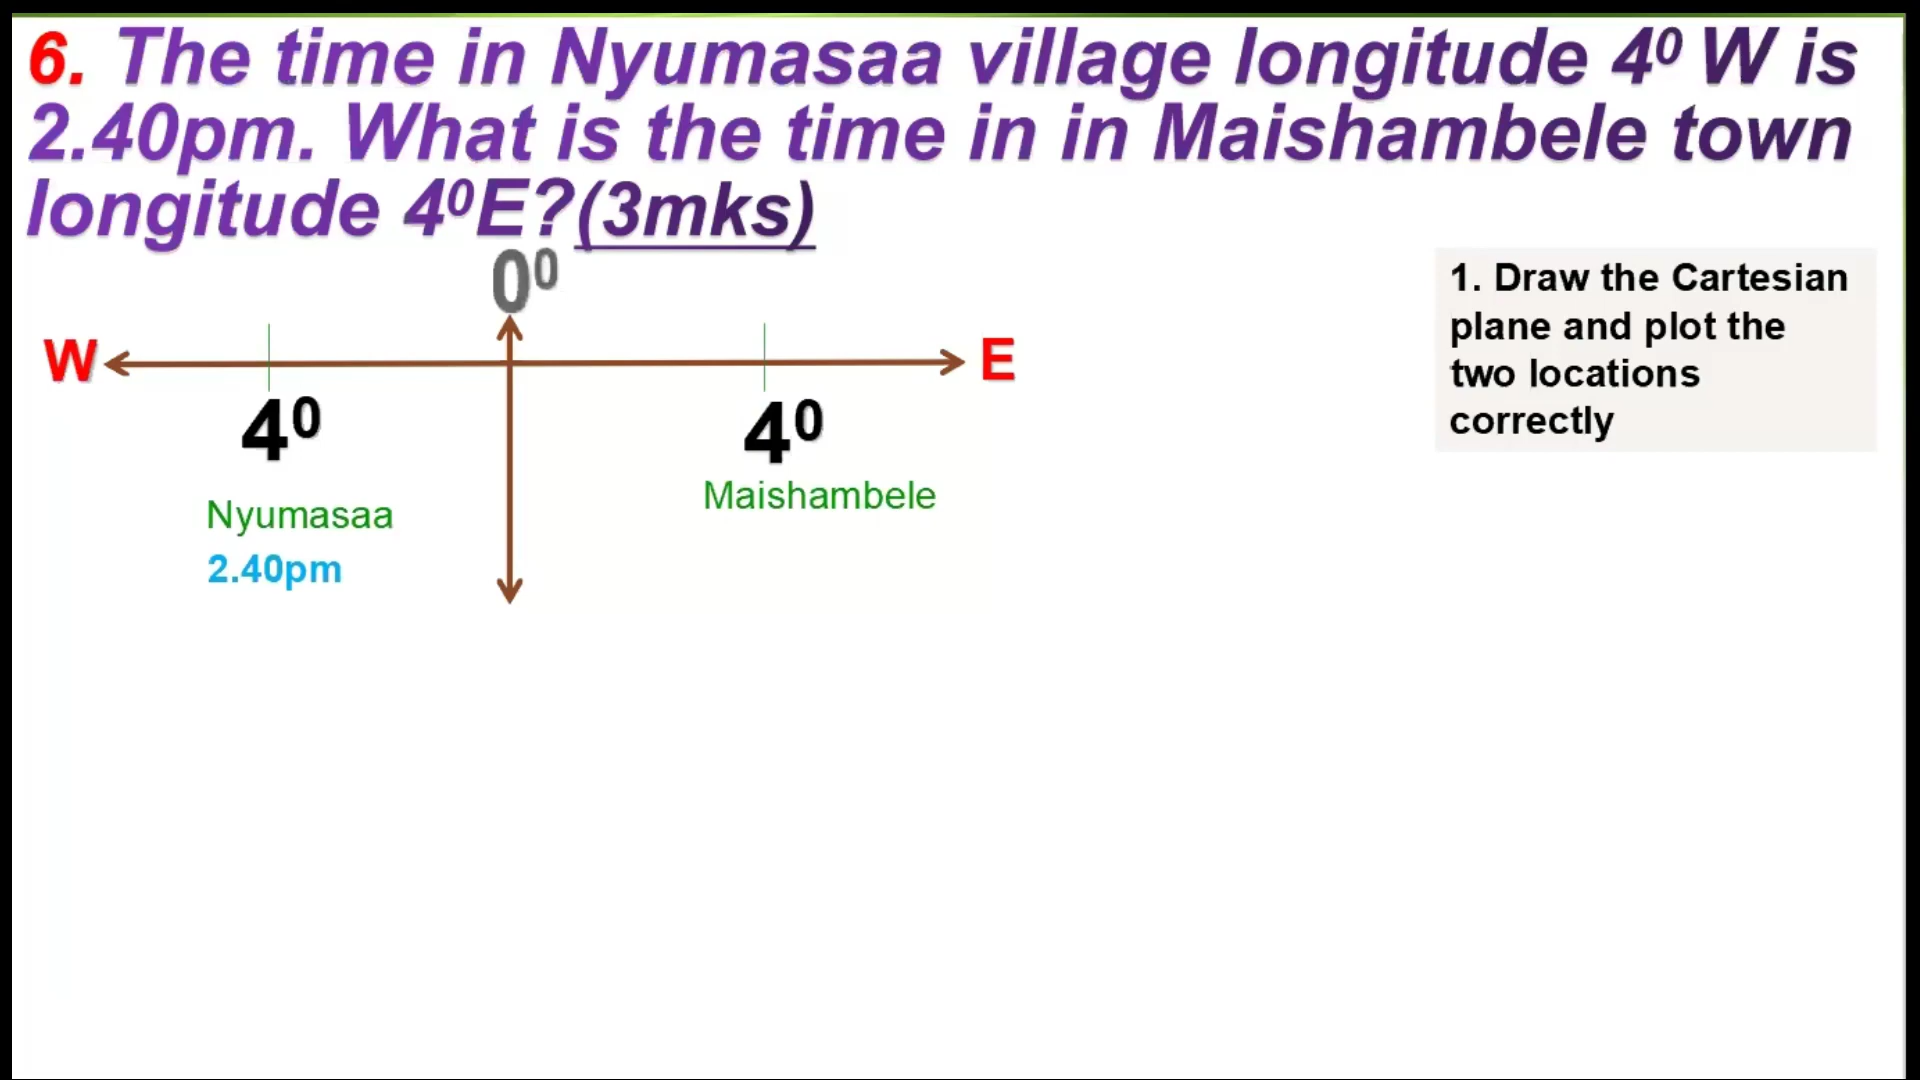 6. The time in Nyumasaa village longitude 4⁰ W is
2.40pm. What is the time in in Maishambele town
longitude 4⁰E?(3mks)
0⁰
W
E
4⁰
4⁰
Nyumasaa
Maishambele
2.40pm
1. Draw the Cartesian
plane and plot the
two locations
correctly